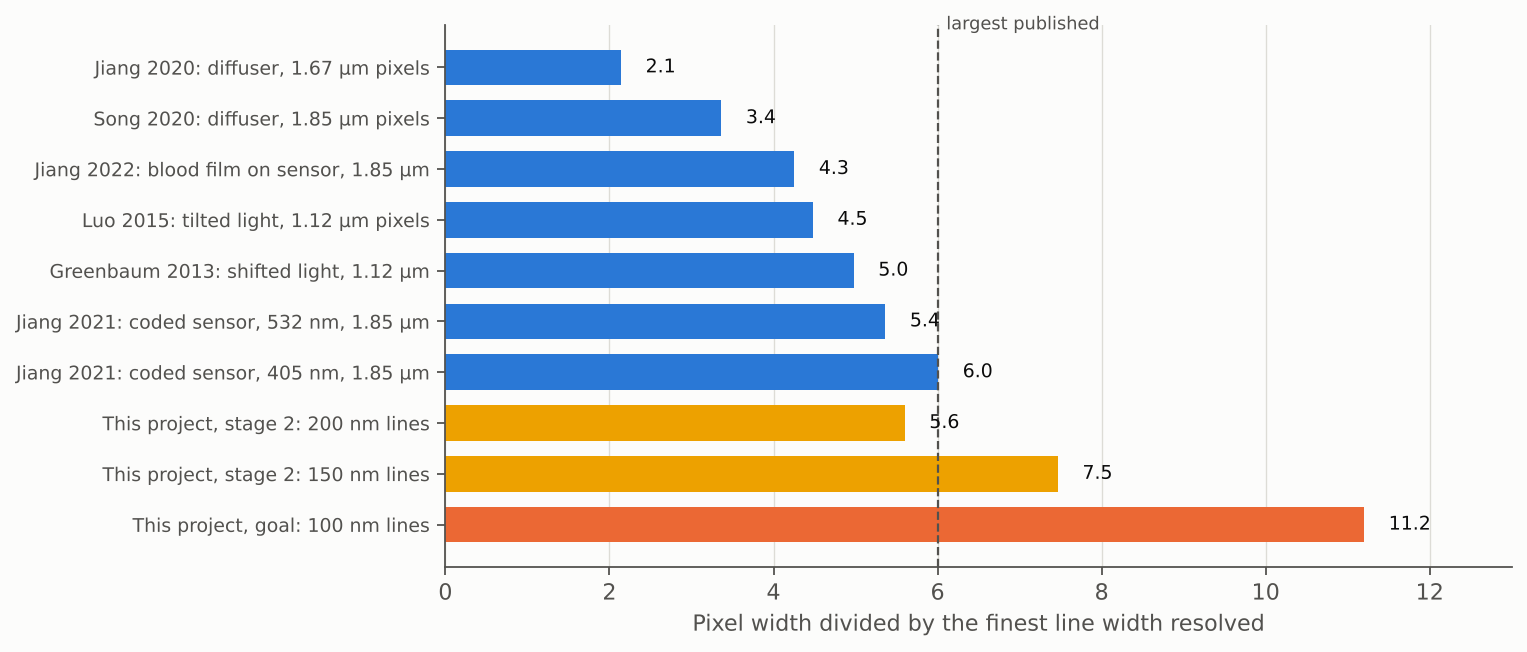 largest published
Jiang 2020: diffuser, 1.67 µm pixels 2.1
Song 2020: diffuser, 1.85 µm pixels 3.4
Jiang 2022: blood film on sensor, 1.85 µm 4.3
Luo 2015: tilted light, 1.12 µm pixels 4.5
Greenbaum 2013: shifted light, 1.12 µm 5.0
Jiang 2021: coded sensor, 532 nm, 1.85 µm 5.4
Jiang 2021: coded sensor, 405 nm, 1.85 µm 6.0
This project, stage 2: 200 nm lines 5.6
This project, stage 2: 150 nm lines 7.5
This project, goal: 100 nm lines 11.2
0 2 4 6 8 10 12
Pixel width divided by the finest line width resolved